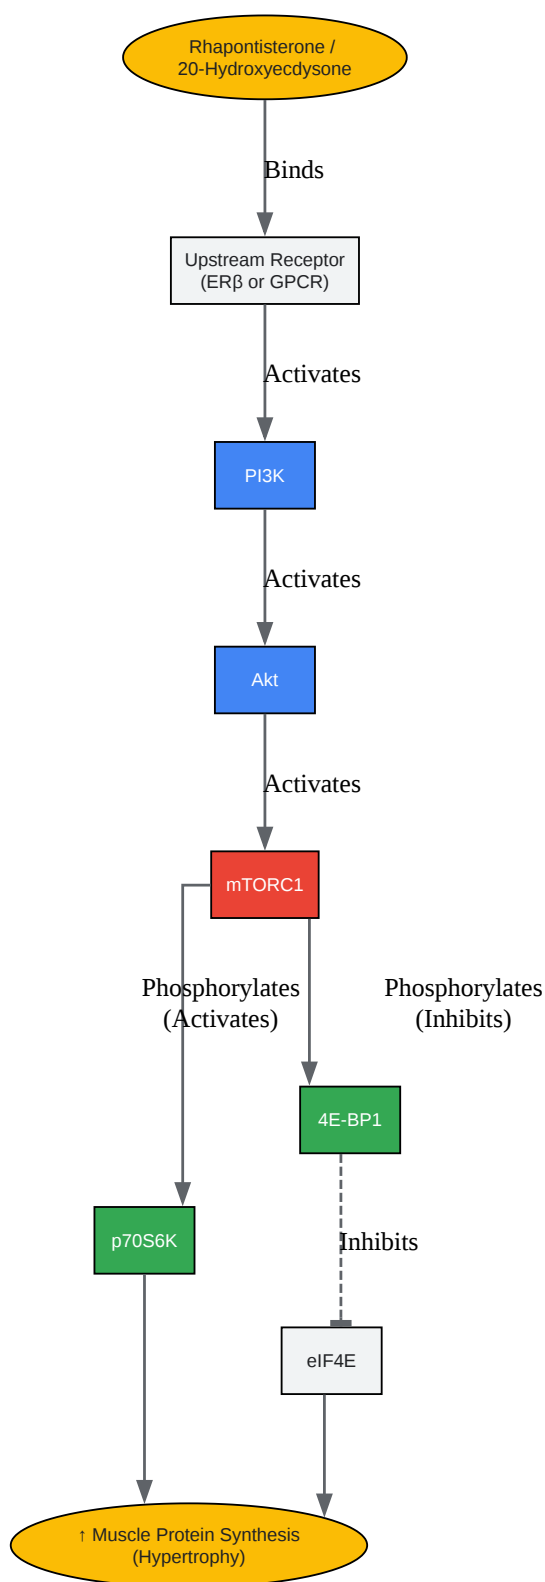 Rhapontisterone /
20-Hydroxyecdysone
Binds
Upstream Receptor
(ERβ or GPCR)
Activates
PI3K
Activates
Akt
Activates
mTORC1
Phosphorylates
(Activates)
Phosphorylates
(Inhibits)
4E-BP1
p70S6K
Inhibits
eIF4E
↑ Muscle Protein Synthesis
(Hypertrophy)